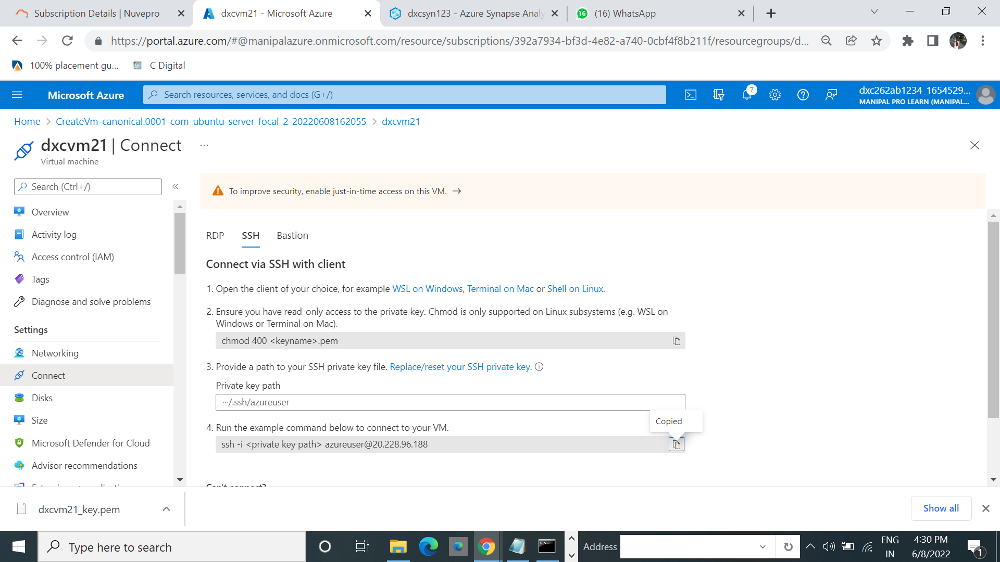 Subscription Details | Nuvepro
dxcvm21 - Microsoft Azure
dxcsyn123 - Azure Synapse Analy
16
(16) WhatsApp
https://portal.azure.com/#@manipalazure.onmicrosoft.com/resource/subscriptions/392a7934-bf3d-4e82-a740-0cbf4f8b211f/resourcegroups/d...
100% placement gu...
C Digital
Microsoft Azure
Search resources, services, and docs (G+/)
7
dxc262ab1234_1654529...
MANIPAL PRO LEARN (MANIPAL...
Home > CreateVm-canonical.0001-com-ubuntu-server-focal-2-20220608162055 > dxcvm21
dxcvm21 | Connect ...
Virtual machine
Search (Ctrl+/)
«
To improve security, enable just-in-time access on this VM. →
Overview
Activity log
Access control (IAM)
Tags
Diagnose and solve problems
Settings
Networking
Connect
Disks
Size
Microsoft Defender for Cloud
Advisor recommendations
RDP
SSH
Bastion
Connect via SSH with client
1. Open the client of your choice, for example WSL on Windows, Terminal on Mac or Shell on Linux.
2. Ensure you have read-only access to the private key. Chmod is only supported on Linux subsystems (e.g. WSL on
Windows or Terminal on Mac).
chmod 400 <keyname>.pem
3. Provide a path to your SSH private key file. Replace/reset your SSH private key.
Private key path
~/.ssh/azureuser
Copied
4. Run the example command below to connect to your VM.
ssh -i <private key path> azureuser@20.228.96.188
Can't connect?
dxcvm21_key.pem
Show all
Type here to search
Address
ENG
IN
4:30 PM
6/8/2022
1